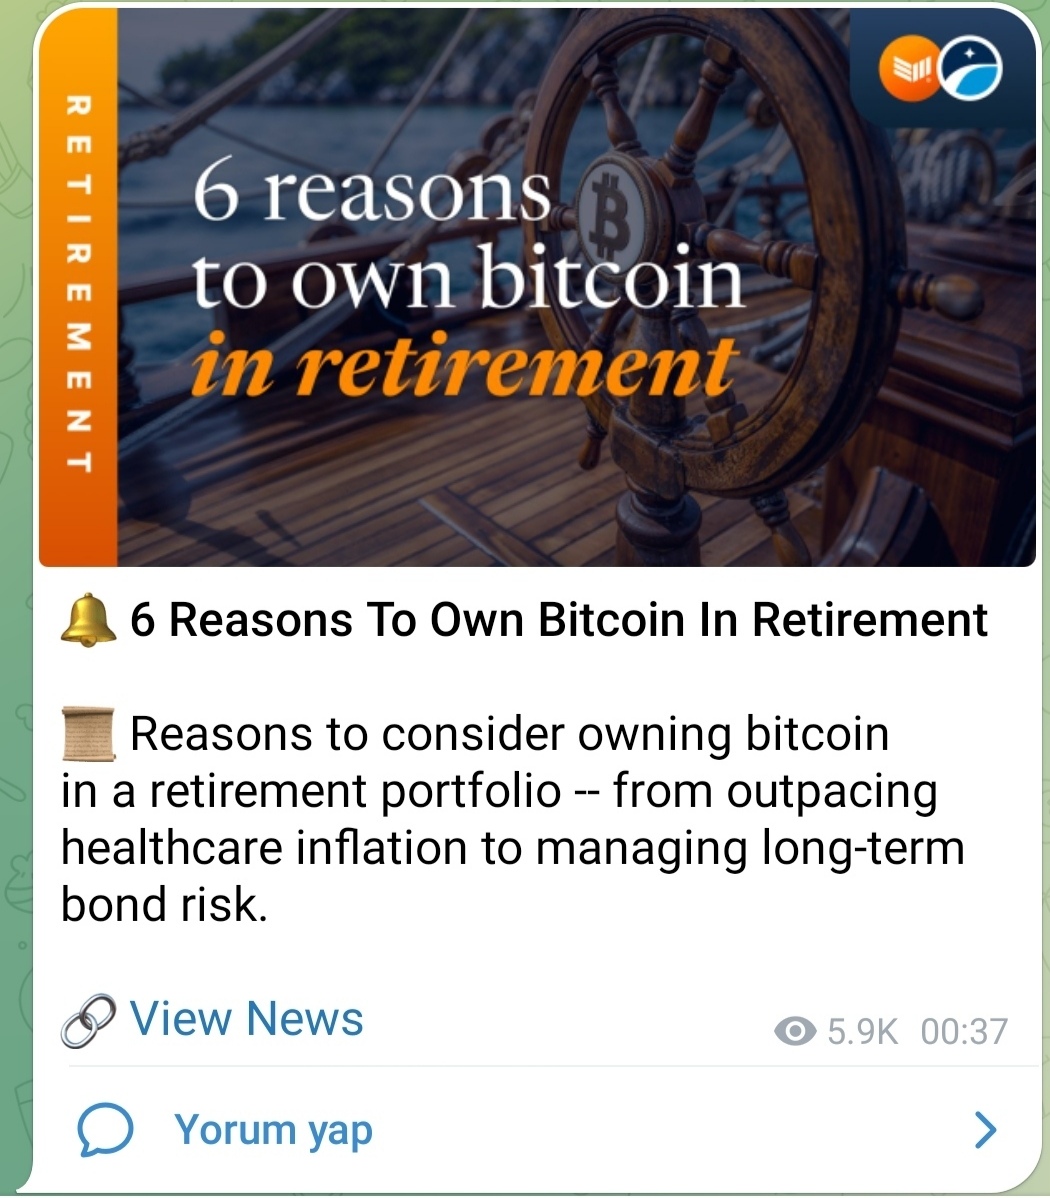 RETIREMENT
6 reasons
to own bitcoin
in retirement
🔔 6 Reasons To Own Bitcoin In Retirement
📜 Reasons to consider owning bitcoin
in a retirement portfolio -- from outpacing
healthcare inflation to managing long-term
bond risk.
🔗 View News
5.9K 00:37
Yorum yap